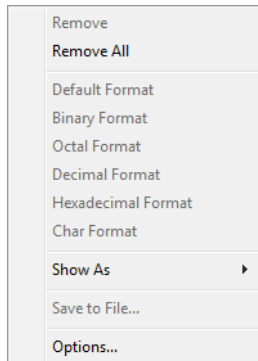 Remove
Remove All
Default Format
Binary Format
Octal Format
Decimal Format
Hexadecimal Format
Char Format
Show As
Save to File...
Options...